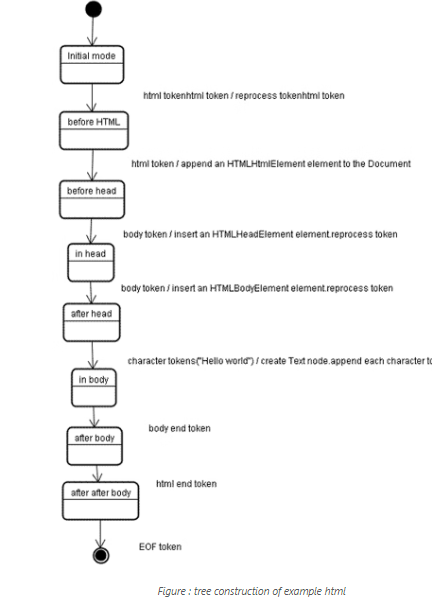 Initial mode
html tokenhtml token / reprocess tokenhtml token
before HTML
html token / append an HTMLHtmlElement element to the Document
before head
body token / insert an HTMLHeadElement element.reprocess token
in head
body token / insert an HTMLBodyElement element.reprocess token
after head
character tokens("Hello world") / create Text node.append each character to
in body
body end token
after body
html end token
after after body
EOF token
Figure : tree construction of example html